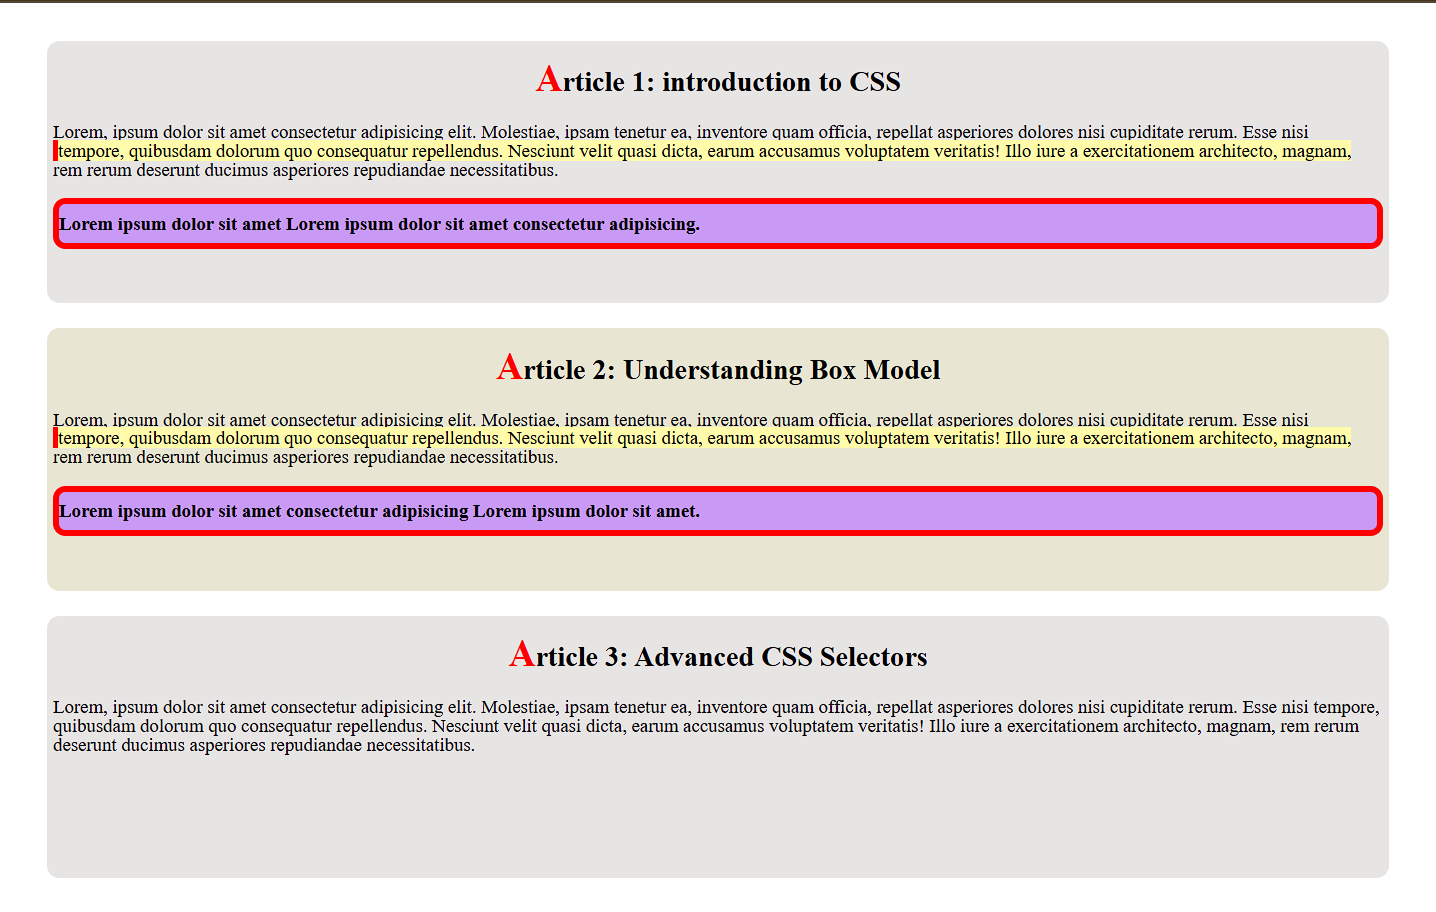 Article 1: introduction to CSS
Lorem, ipsum dolor sit amet consectetur adipisicing elit. Molestiae, ipsam tenetur ea, inventore quam officia, repellat asperiores dolores nisi cupiditate rerum. Esse nisi
tempore, quibusdam dolorum quo consequatur repellendus. Nesciunt velit quasi dicta, earum accusamus voluptatem veritatis! Illo iure a exercitationem architecto, magnam,
rem rerum deserunt ducimus asperiores repudiandae necessitatibus.
Lorem ipsum dolor sit amet Lorem ipsum dolor sit amet consectetur adipisicing.
Article 2: Understanding Box Model
Lorem, ipsum dolor sit amet consectetur adipisicing elit. Molestiae, ipsam tenetur ea, inventore quam officia, repellat asperiores dolores nisi cupiditate rerum. Esse nisi
tempore, quibusdam dolorum quo consequatur repellendus. Nesciunt velit quasi dicta, earum accusamus voluptatem veritatis! Illo iure a exercitationem architecto, magnam,
rem rerum deserunt ducimus asperiores repudiandae necessitatibus.
Lorem ipsum dolor sit amet consectetur adipisicing Lorem ipsum dolor sit amet.
Article 3: Advanced CSS Selectors
Lorem, ipsum dolor sit amet consectetur adipisicing elit. Molestiae, ipsam tenetur ea, inventore quam officia, repellat asperiores dolores nisi cupiditate rerum. Esse nisi tempore,
quibusdam dolorum quo consequatur repellendus. Nesciunt velit quasi dicta, earum accusamus voluptatem veritatis! Illo iure a exercitationem architecto, magnam, rem rerum
deserunt ducimus asperiores repudiandae necessitatibus.